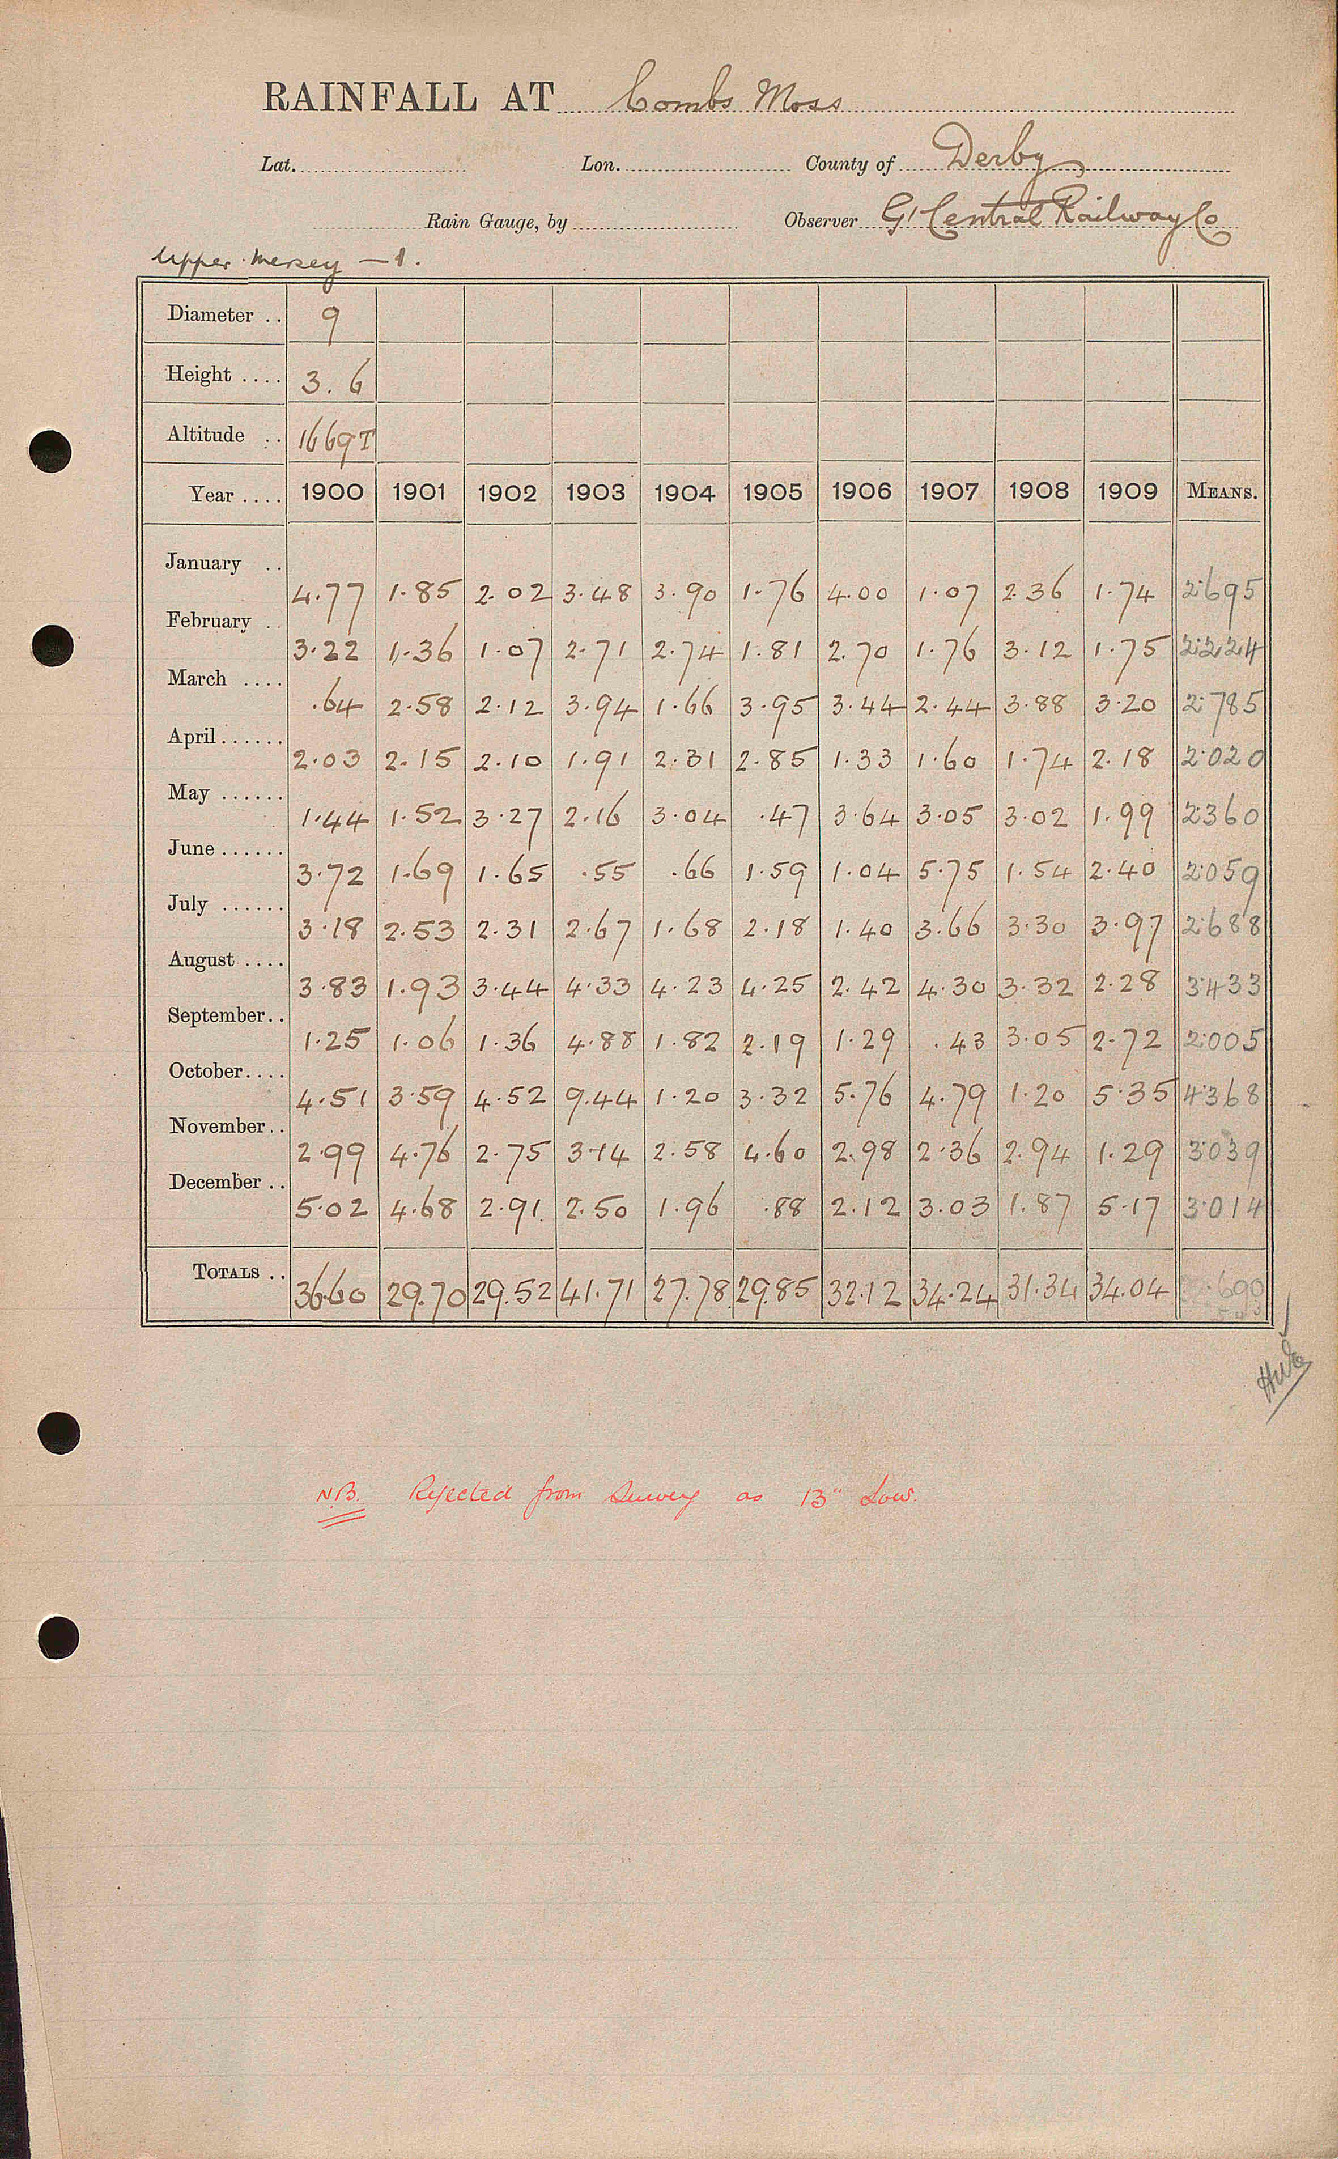 RAINFALL AT Combs Moss
Lat. Lon. County of Derby
Rain Gauge, by Observer Gt Central Railway Co
Upper Mersey – 1.
Diameter .. 9
Height .... 3.6
Altitude .. 1669T
Year .... 1900 1901 1902 1903 1904 1905 1906 1907 1908 1909 MEANS.
January .. 4.77 1.85 2.02 3.48 3.90 1.76 4.00 1.07 2.36 1.74 2.695
February .. 3.22 1.36 1.07 2.71 2.74 1.81 2.70 1.76 3.12 1.75 2.224
March .... .64 2.58 2.12 3.94 1.66 3.95 3.44 2.44 3.88 3.20 2.785
April ...... 2.03 2.15 2.10 1.91 2.31 2.85 1.33 1.60 1.74 2.18 2.020
May ...... 1.44 1.52 3.27 2.16 3.04 .47 3.64 3.05 3.02 1.99 2.360
June ...... 3.72 1.69 1.65 .55 .66 1.59 1.04 5.75 1.54 2.40 2.059
July ...... 3.18 2.53 2.31 2.67 1.68 2.18 1.40 3.66 3.30 3.97 2.688
August .... 3.83 1.93 3.44 4.33 4.23 4.25 2.42 4.30 3.32 2.28 3.433
September.. 1.25 1.06 1.36 4.88 1.82 2.19 1.29 .43 3.05 2.72 2.005
October.... 4.51 3.59 4.52 9.44 1.20 3.32 5.76 4.79 1.20 5.35 4.368
November.. 2.99 4.76 2.75 3.14 2.58 4.60 2.98 2.36 2.94 1.29 3.039
December .. 5.02 4.68 2.91 2.50 1.96 .88 2.12 3.03 1.87 5.17 3.014
TOTALS .. 36.60 29.70 29.52 41.71 27.78 29.85 32.12 34.24 31.34 34.04
N.B. Rejected from Survey as 13" Low.